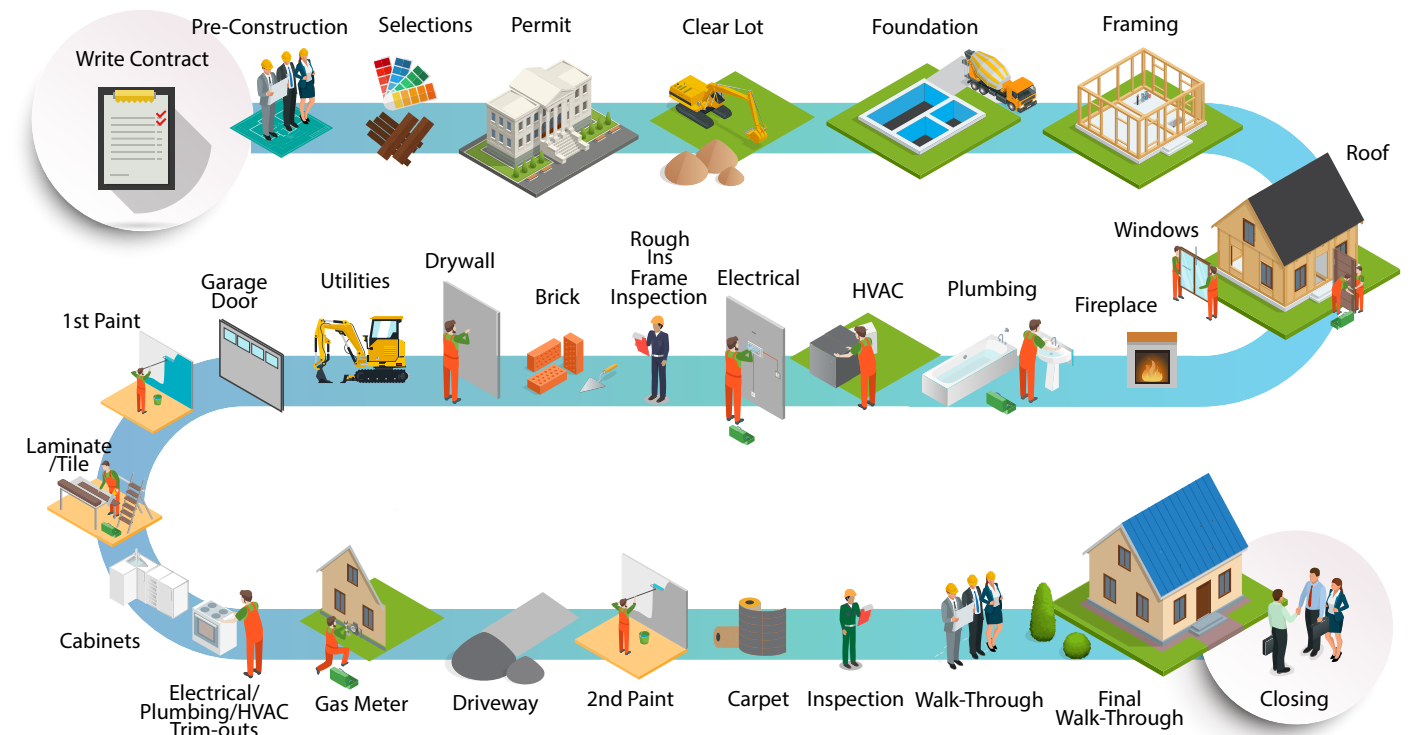 Write Contract
Pre-Construction
Selections
Permit
Clear Lot
Foundation
Framing
Roof
Windows
Fireplace
Plumbing
HVAC
Electrical
Rough
Ins
Frame
Inspection
Brick
Drywall
Utilities
Garage
Door
1st Paint
Laminate
/Tile
Cabinets
Electrical/
Plumbing/HVAC
Trim-outs
Gas Meter
Driveway
2nd Paint
Carpet
Inspection
Walk-Through
Final
Walk-Through
Closing